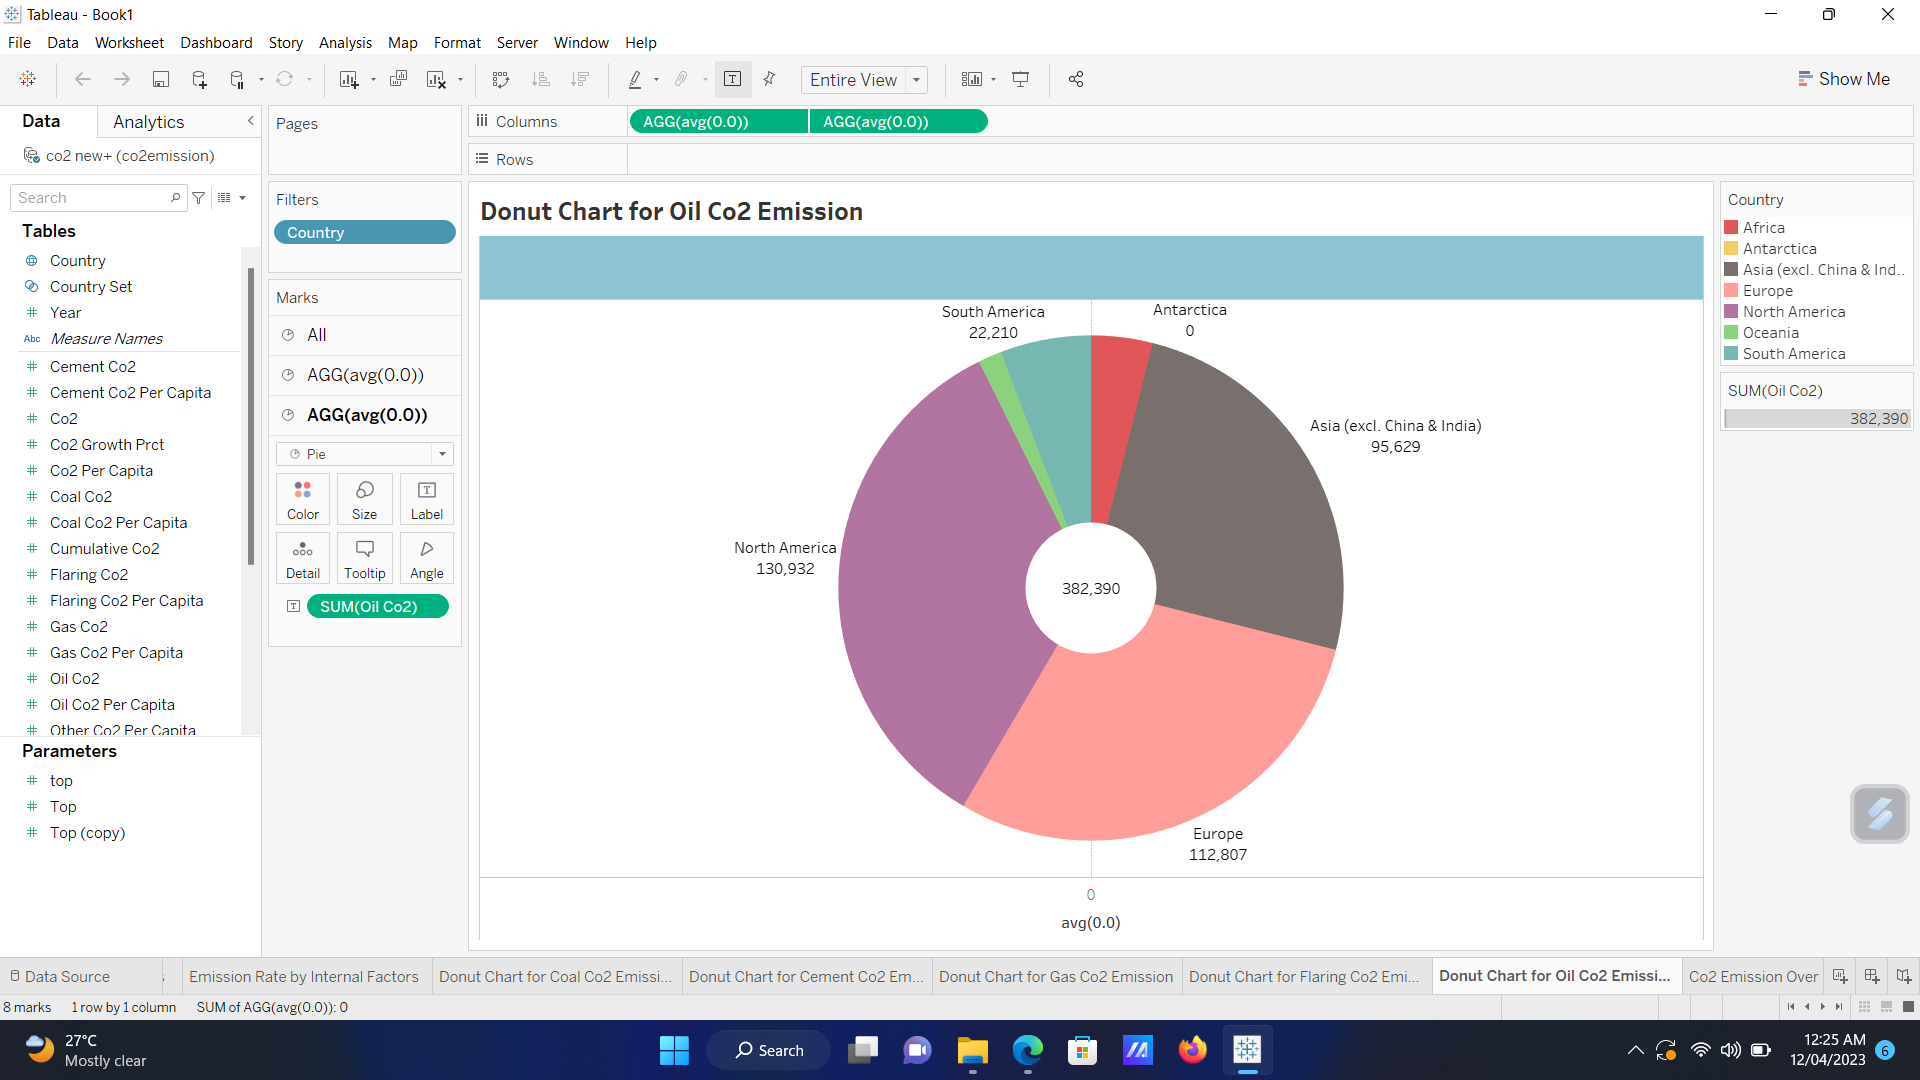 Tableau - Book1
File Data Worksheet Dashboard Story Analysis Map Format Server Window Help
Entire View
Show Me
Data Analytics
co2 new+ (co2emission)
Search
Tables
Country
Country Set
Year
Abc Measure Names
Cement Co2
Cement Co2 Per Capita
Co2
Co2 Growth Prct
Co2 Per Capita
Coal Co2
Coal Co2 Per Capita
Cumulative Co2
Flaring Co2
Flaring Co2 Per Capita
Gas Co2
Gas Co2 Per Capita
Oil Co2
Oil Co2 Per Capita
Other Co2 Per Capita
Parameters
top
Top
Top (copy)
Pages
Filters
Country
Marks
All
AGG(avg(0.0))
AGG(avg(0.0))
Pie
Color Size Label
Detail Tooltip Angle
SUM(Oil Co2)
Columns AGG(avg(0.0)) AGG(avg(0.0))
Rows
Donut Chart for Oil Co2 Emission
South America
22,210
Antarctica
0
Asia (excl. China & India)
95,629
North America
130,932
382,390
Europe
112,807
0
avg(0.0)
Country
Africa
Antarctica
Asia (excl. China & Ind..
Europe
North America
Oceania
South America
SUM(Oil Co2)
382,390
Data Source Emission Rate by Internal Factors Donut Chart for Coal Co2 Emissi... Donut Chart for Cement Co2 Em... Donut Chart for Gas Co2 Emission Donut Chart for Flaring Co2 Emi... Donut Chart for Oil Co2 Emissi... Co2 Emission Over
8 marks 1 row by 1 column SUM of AGG(avg(0.0)): 0
27°C
Mostly clear
Search
12:25 AM
12/04/2023
6